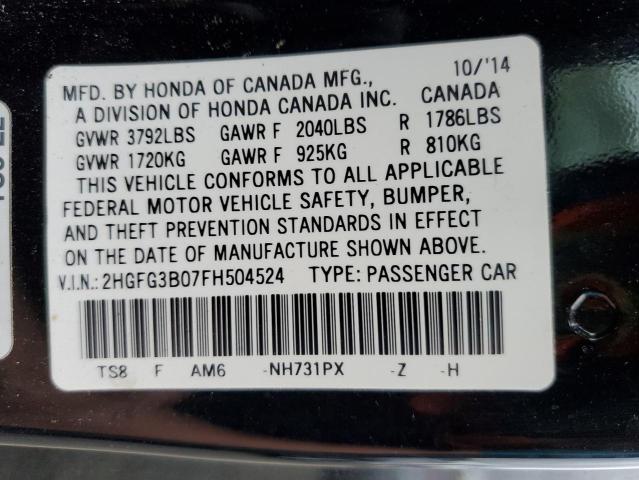 MFD. BY HONDA OF CANADA MFG., 10/'14
A DIVISION OF HONDA CANADA INC. CANADA
GVWR 3792LBS GAWR F 2040LBS R 1786LBS
GVWR 1720KG GAWR F 925KG R 810KG
THIS VEHICLE CONFORMS TO ALL APPLICABLE
FEDERAL MOTOR VEHICLE SAFETY, BUMPER,
AND THEFT PREVENTION STANDARDS IN EFFECT
ON THE DATE OF MANUFACTURE SHOWN ABOVE.
V.I.N.: 2HGFG3B07FH504524 TYPE: PASSENGER CAR
TS8 F AM6 -NH731PX -Z -H